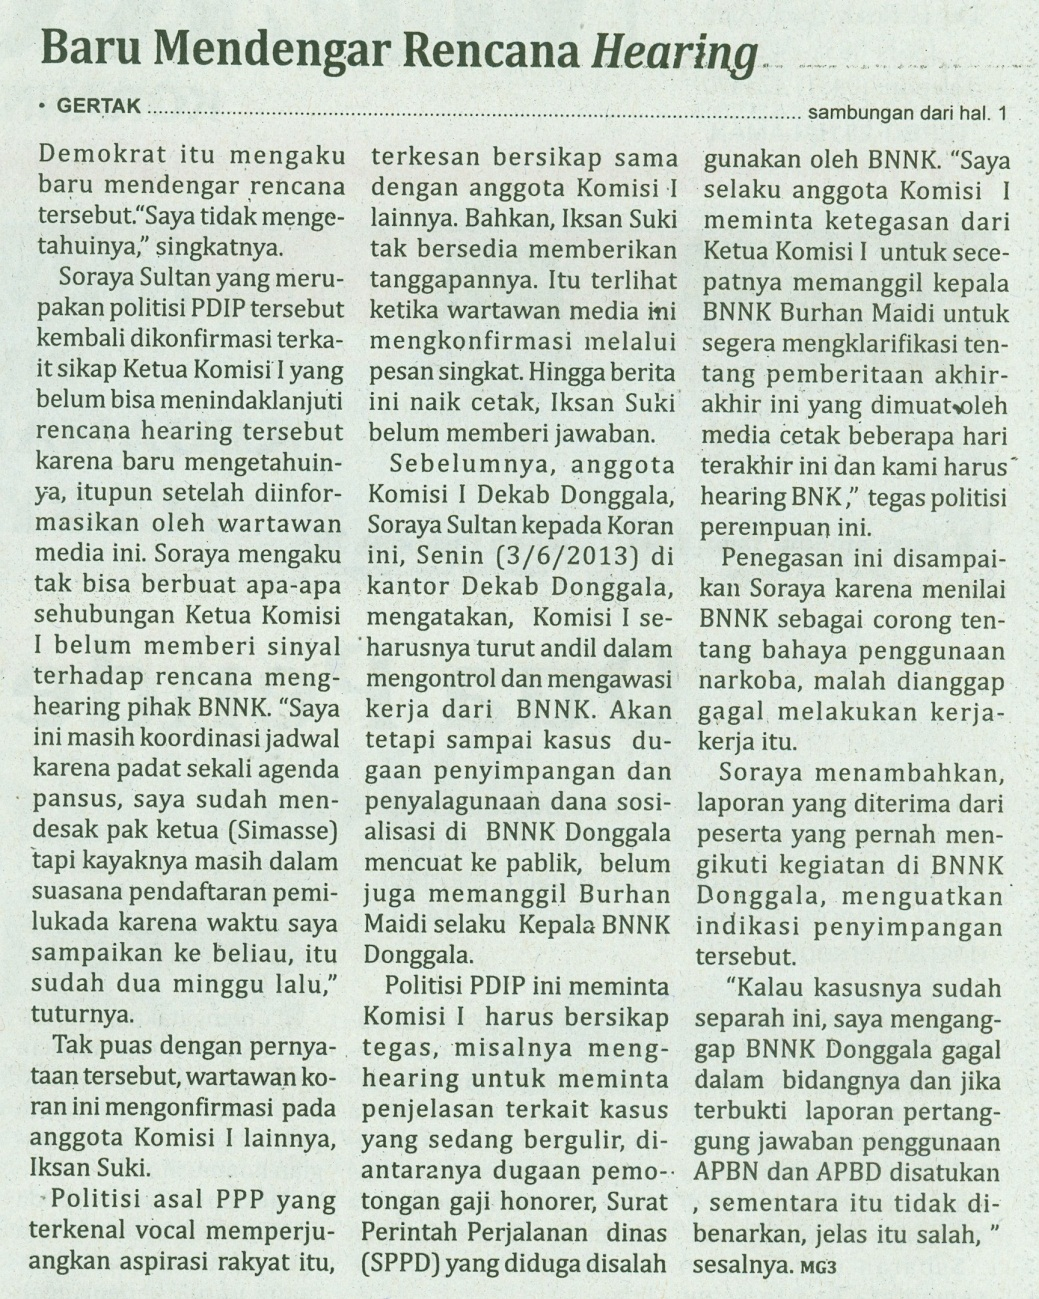 Baru Mendengar Rencana Hearing
• GERTAK ................ sambungan dari hal. 1
Demokrat itu mengaku
baru mendengar rencana
tersebut."Saya tidak menge-
tahuinya," singkatnya.
Soraya Sultan yang meru-
pakan politisi PDIP tersebut
kembali dikonfirmasi terka-
it sikap Ketua Komisi I yang
belum bisa menindaklanjuti
rencana hearing tersebut
karena baru mengetahuin-
ya, itupun setelah diinfor-
masikan oleh wartawan
media ini. Soraya mengaku
tak bisa berbuat apa-apa
sehubungan Ketua Komisi
I belum memberi sinyal
terhadap rencana meng-
hearing pihak BNNK. "Saya
ini masih koordinasi jadwal
karena padat sekali agenda
pansus, saya sudah men-
desak pak ketua (Simasse)
tapi kayaknya masih dalam
suasana pendaftaran pemi-
lukada karena waktu saya
sampaikan ke beliau, itu
sudah dua minggu lalu,"
tuturnya.
Tak puas dengan pernya-
taan tersebut, wartawan ko-
ran ini mengonfirmasi pada
anggota Komisi I lainnya,
Iksan Suki.
Politisi asal PPP yang
terkenal vocal memperju-
angkan aspirasi rakyat itu,
terkesan bersikap sama
dengan anggota Komisi I
lainnya. Bahkan, Iksan Suki
tak bersedia memberikan
tanggapannya. Itu terlihat
ketika wartawan media ini
mengkonfirmasi melalui
pesan singkat. Hingga berita
ini naik cetak, Iksan Suki
belum memberi jawaban.
Sebelumnya, anggota
Komisi I Dekab Donggala,
Soraya Sultan kepada Koran
ini, Senin (3/6/2013) di
kantor Dekab Donggala,
mengatakan, Komisi I se-
harusnya turut andil dalam
mengontrol dan mengawasi
kerja dari BNNK. Akan
tetapi sampai kasus du-
gaan penyimpangan dan
penyalagunaan dana sosi-
alisasi di BNNK Donggala
mencuat ke pablik, belum
juga memanggil Burhan
Maidi selaku Kepala BNNK
Donggala.
Politisi PDIP ini meminta
Komisi I harus bersikap
tegas, misalnya meng-
hearing untuk meminta
penjelasan terkait kasus
yang sedang bergulir, di-
antaranya dugaan pemo-
tongan gaji honorer, Surat
Perintah Perjalanan dinas
(SPPD) yang diduga disalah
gunakan oleh BNNK. "Saya
selaku anggota Komisi I
meminta ketegasan dari
Ketua Komisi I untuk sece-
patnya memanggil kepala
BNNK Burhan Maidi untuk
segera mengklarifikasi ten-
tang pemberitaan akhir-
akhir ini yang dimuat oleh
media cetak beberapa hari
terakhir ini dan kami harus
hearing BNK," tegas politisi
perempuan ini.
Penegasan ini disampai-
kan Soraya karena menilai
BNNK sebagai corong ten-
tang bahaya penggunaan
narkoba, malah dianggap
gagal melakukan kerja-
kerja itu.
Soraya menambahkan,
laporan yang diterima dari
peserta yang pernah men-
gikuti kegiatan di BNNK
Donggala, menguatkan
indikasi penyimpangan
tersebut.
"Kalau kasusnya sudah
separah ini, saya mengang-
gap BNNK Donggala gagal
dalam bidangnya dan jika
terbukti laporan pertang-
gung jawaban penggunaan
APBN dan APBD disatukan
, sementara itu tidak di-
benarkan, jelas itu salah, "
sesalnya. MG3